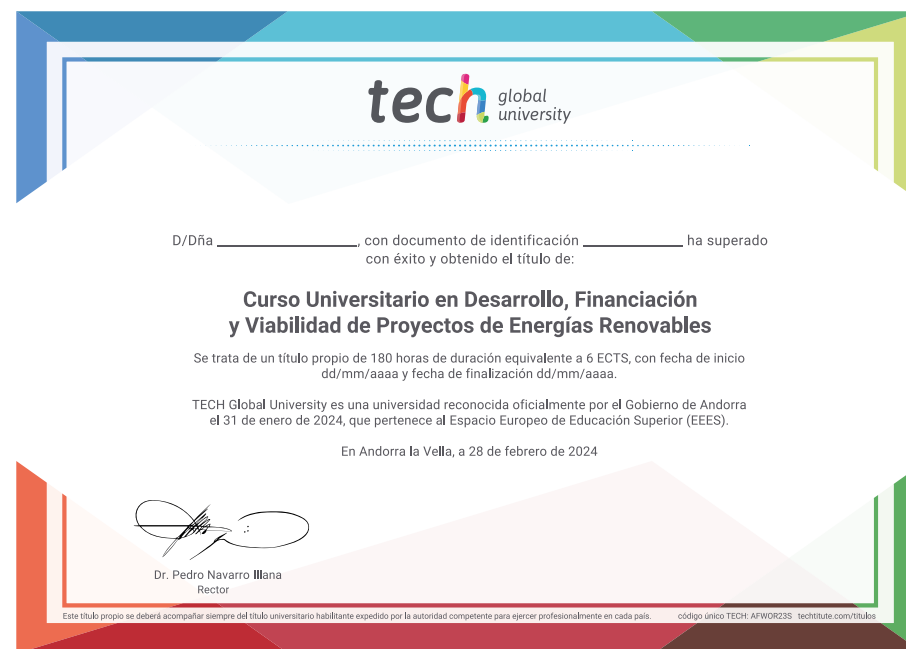 tech global university
D/Dña ________________, con documento de identificación ____________ ha superado
con éxito y obtenido el título de:
Curso Universitario en Desarrollo, Financiación
y Viabilidad de Proyectos de Energías Renovables
Se trata de un título propio de 180 horas de duración equivalente a 6 ECTS, con fecha de inicio
dd/mm/aaaa y fecha de finalización dd/mm/aaaa.
TECH Global University es una universidad reconocida oficialmente por el Gobierno de Andorra
el 31 de enero de 2024, que pertenece al Espacio Europeo de Educación Superior (EEES).
En Andorra la Vella, a 28 de febrero de 2024
Dr. Pedro Navarro Illana
Rector
Este título propio se deberá acompañar siempre del título universitario habilitante expedido por la autoridad competente para ejercer profesionalmente en cada país. código único TECH: AFWOR23S techtitute.com/titulos